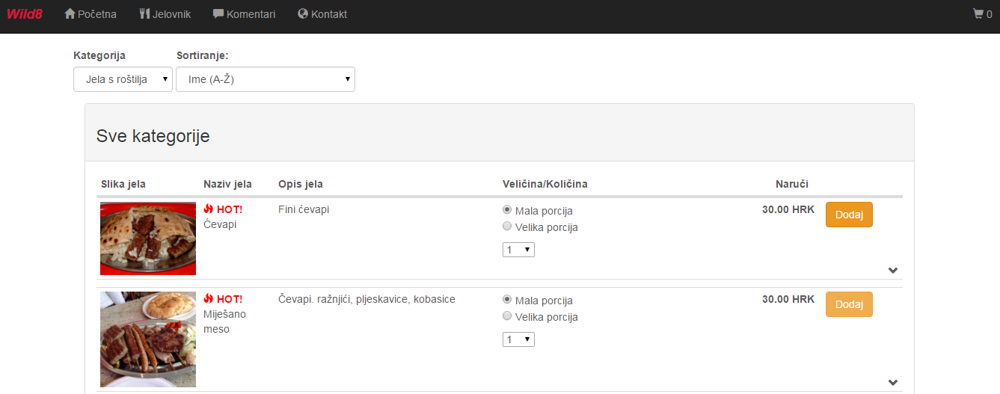 Wild8 Početna Jelovnik Komentari Kontakt 0
Kategorija Sortiranje:
Jela s roštilja Ime (A-Ž)
Sve kategorije
Slika jela Naziv jela Opis jela Veličina/Količina Naruči
HOT! Fini ćevapi Mala porcija 30.00 HRK Dodaj
Ćevapi Velika porcija
1
HOT! Čevapi. ražnjići, pljeskavice, kobasice Mala porcija 30.00 HRK Dodaj
Miješano Velika porcija
meso
1